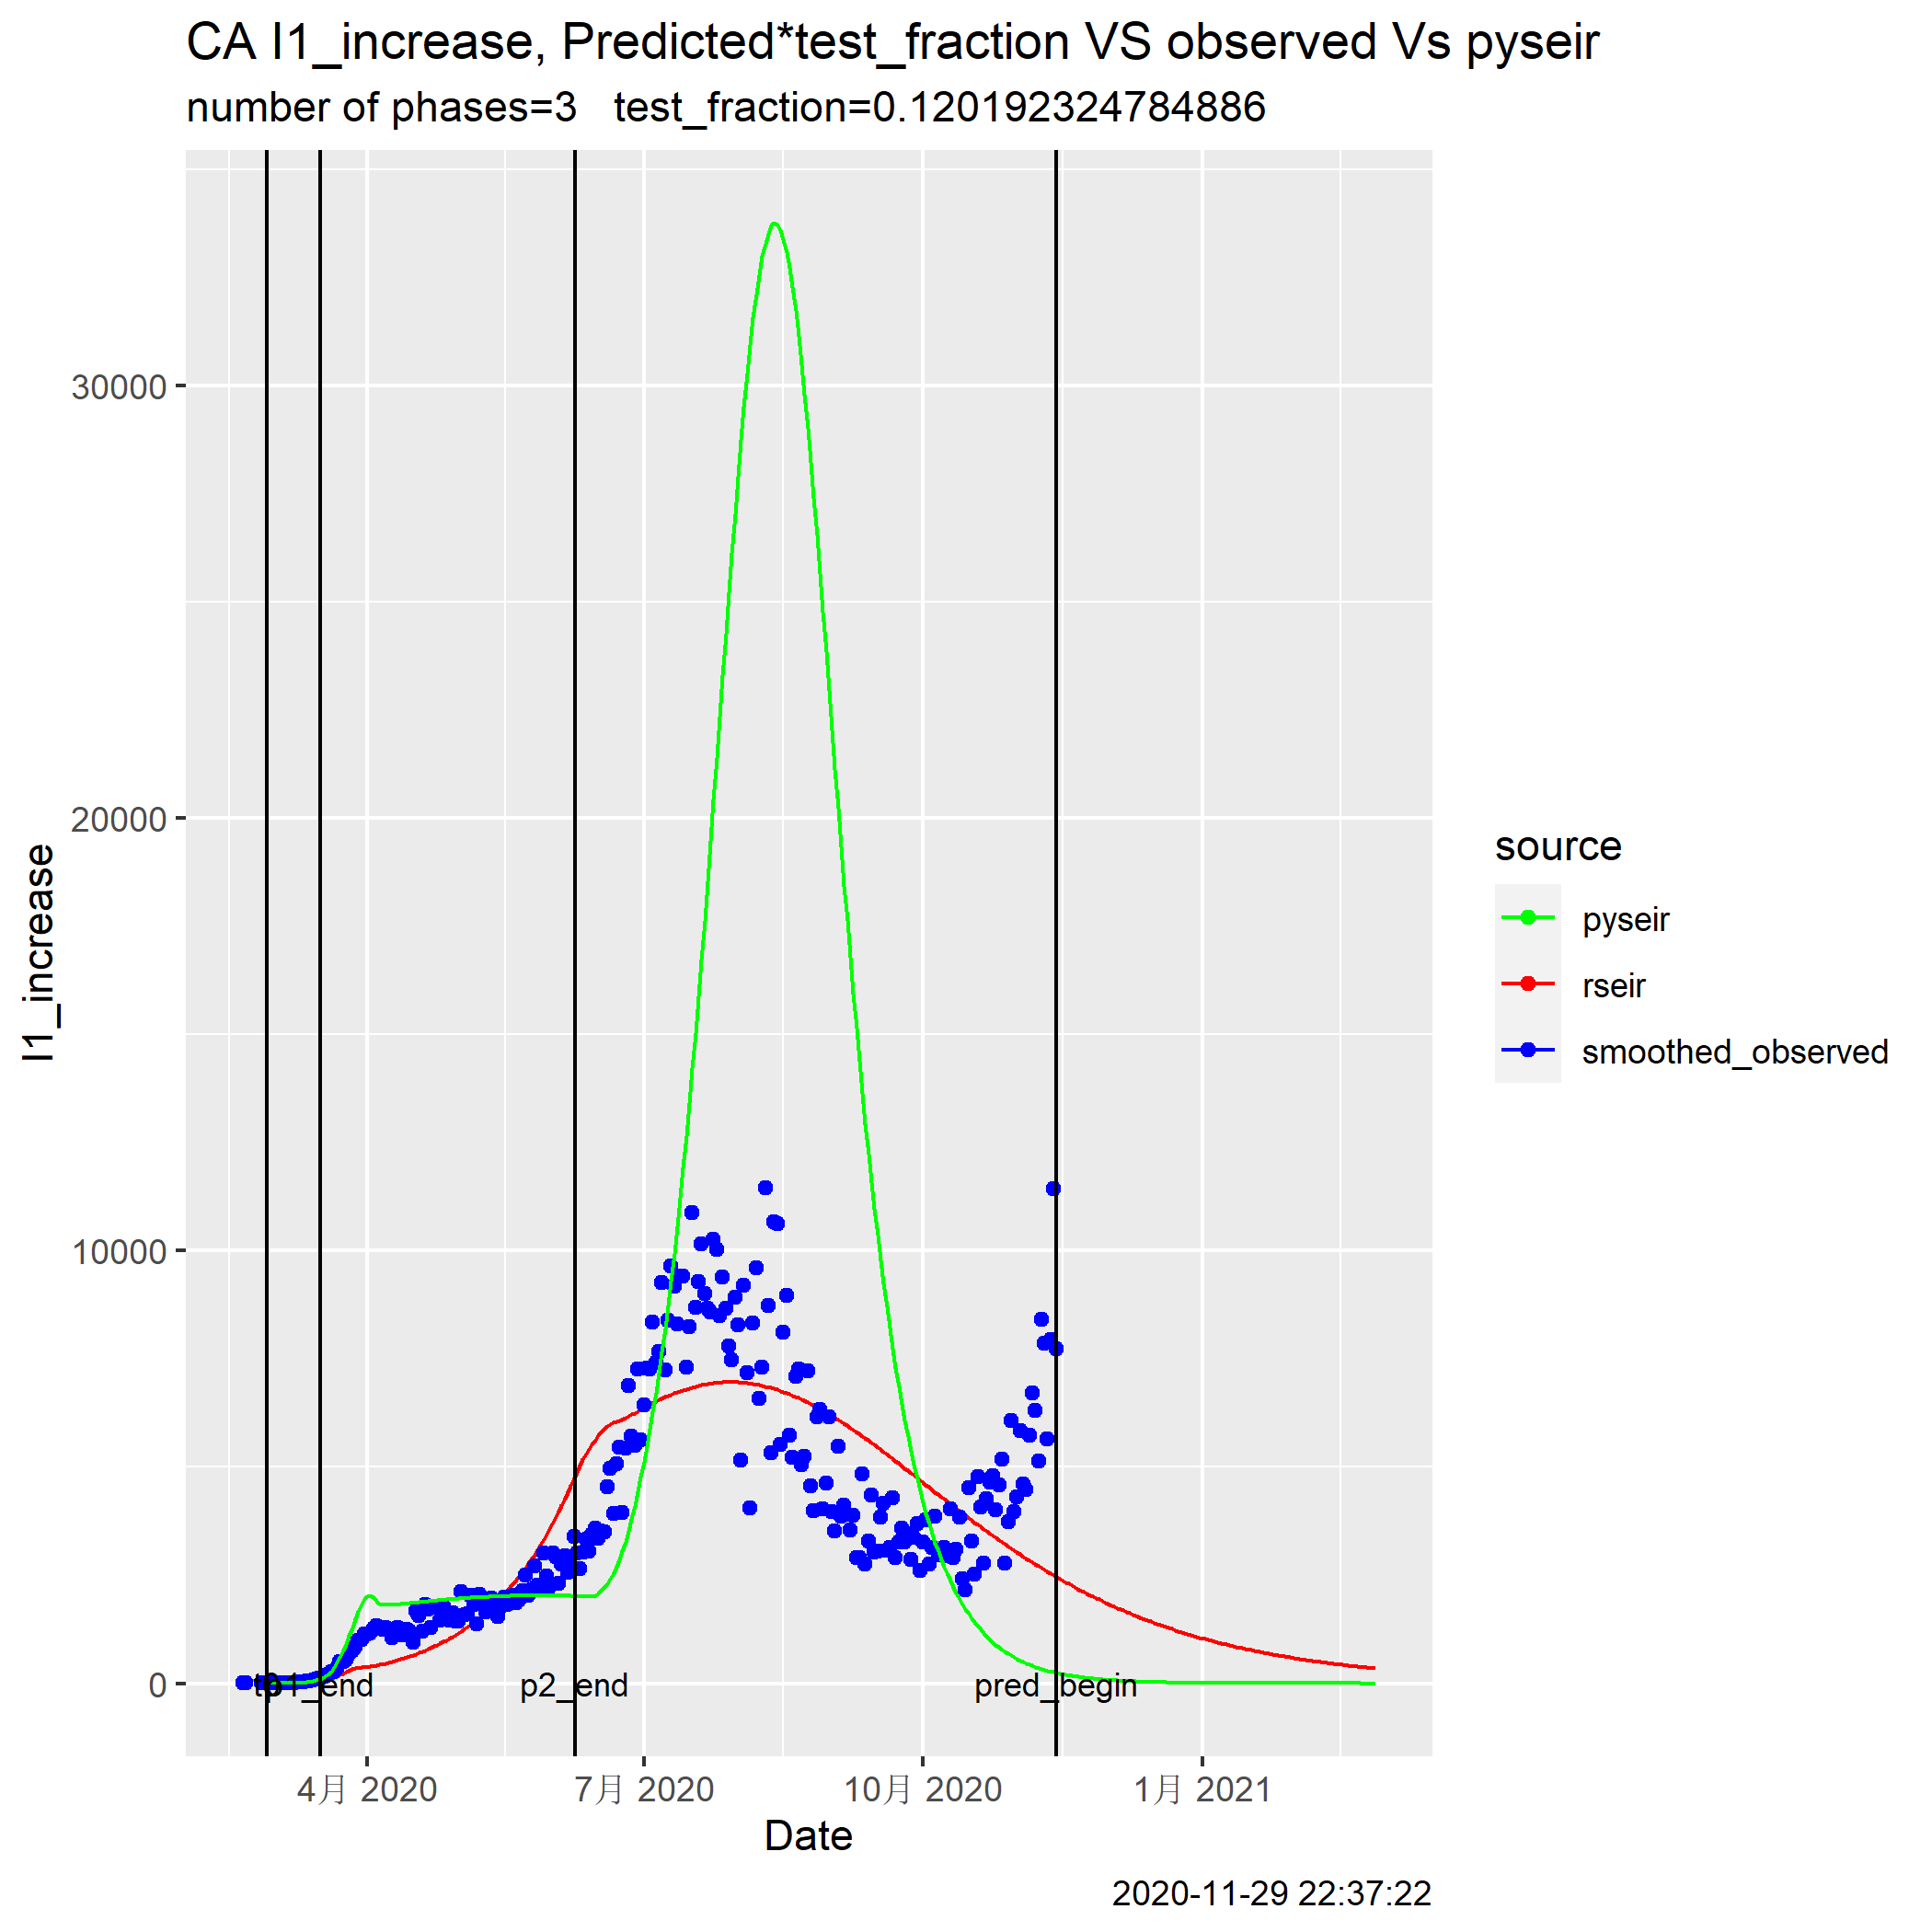 CA I1_increase, Predicted*test_fraction VS observed Vs pyseir
number of phases=3   test_fraction=0.120192324784886
I1_increase
30000
20000
10000
0
t0
p1_end
p2_end
pred_begin
4月 2020
7月 2020
10月 2020
1月 2021
Date
source
pyseir
rseir
smoothed_observed
2020-11-29 22:37:22